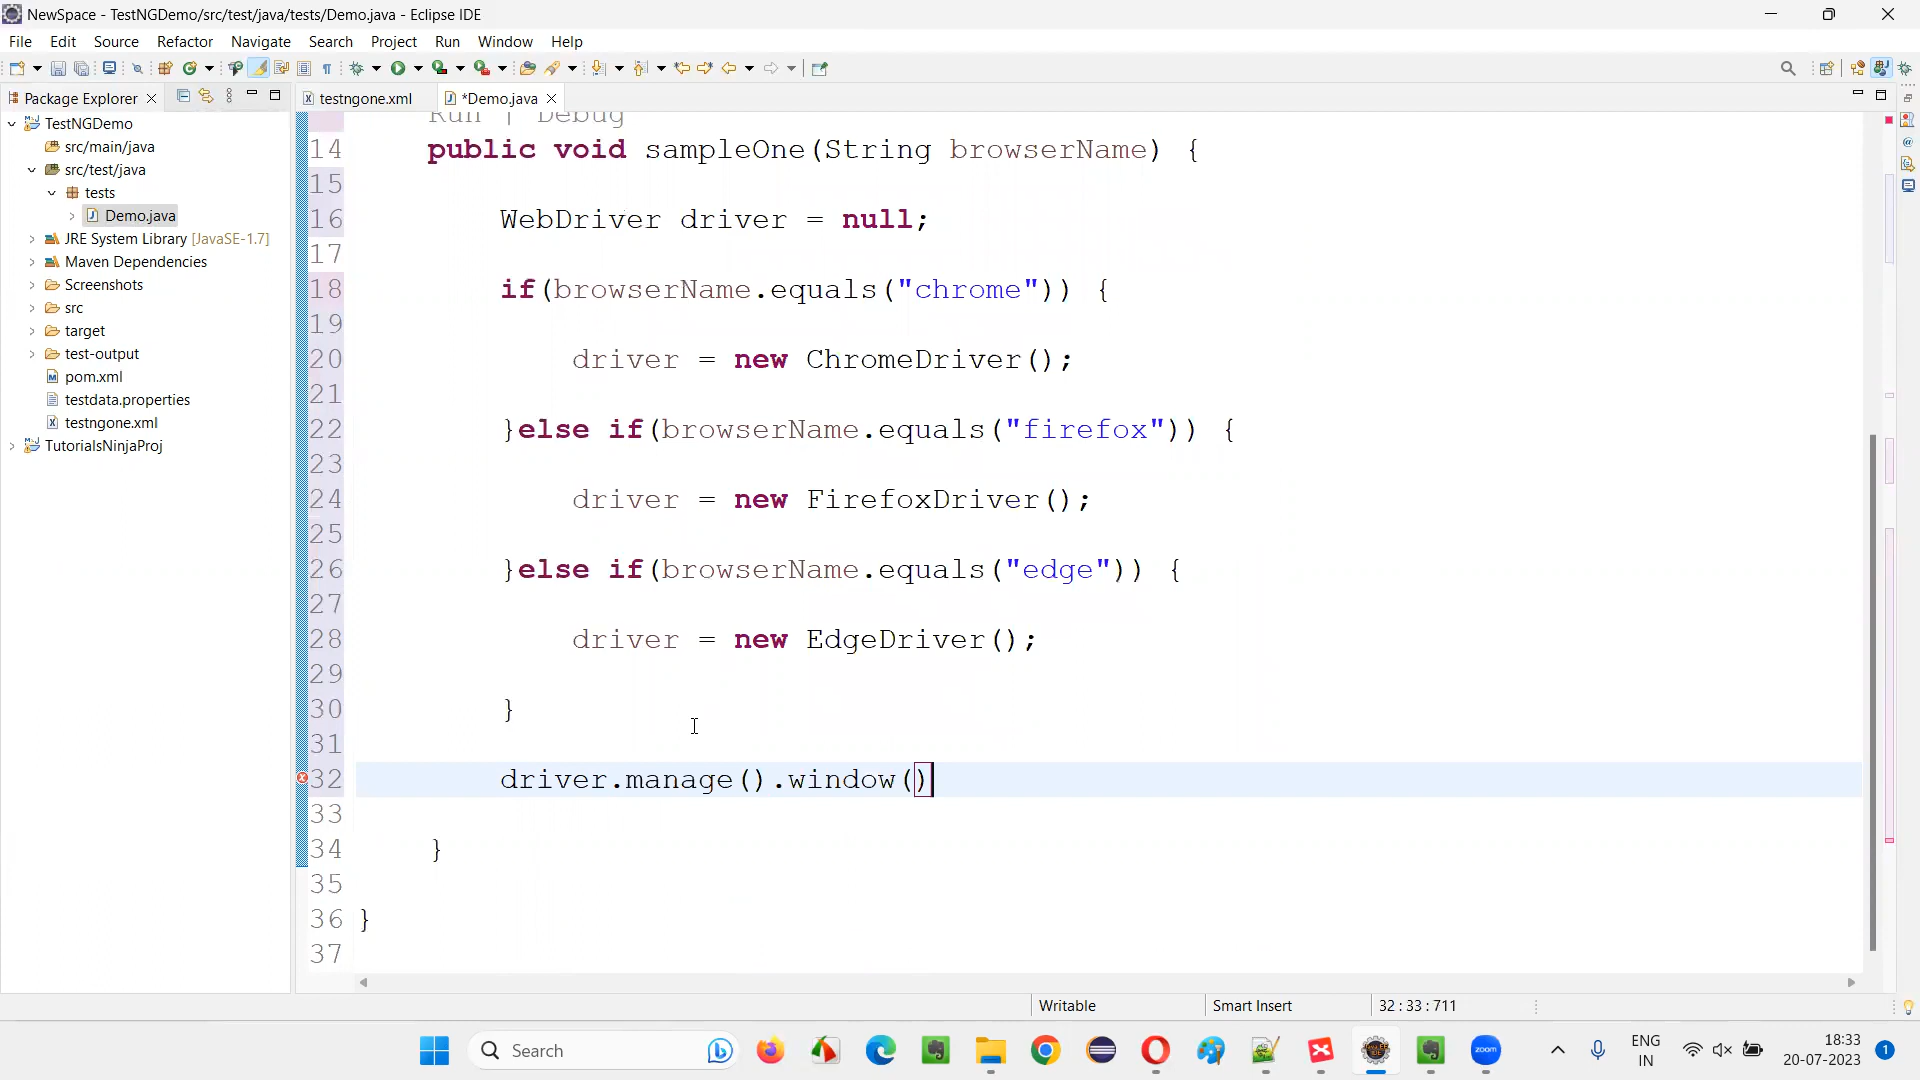 NewSpace - TestNGDemo/src/test/java/tests/Demo.java - Eclipse IDE
File Edit Source Refactor Navigate Search Project Run Window Help
Package Explorer
testngone.xml
*Demo.java
TestNGDemo
src/main/java
src/test/java
tests
Demo.java
JRE System Library [JavaSE-1.7]
Maven Dependencies
Screenshots
src
target
test-output
pom.xml
testdata.properties
testngone.xml
TutorialsNinjaProj
Run | Debug
14 public void sampleOne(String browserName) {
15
16 WebDriver driver = null;
17
18 if(browserName.equals("chrome")) {
19
20 driver = new ChromeDriver();
21
22 }else if(browserName.equals("firefox")) {
23
24 driver = new FirefoxDriver();
25
26 }else if(browserName.equals("edge")) {
27
28 driver = new EdgeDriver();
29
30 }
31
32 driver.manage().window()
33
34 }
35
36 }
37
Writable Smart Insert 32 : 33 : 711
Search
zoom
ENG
IN
18:33
20-07-2023
1